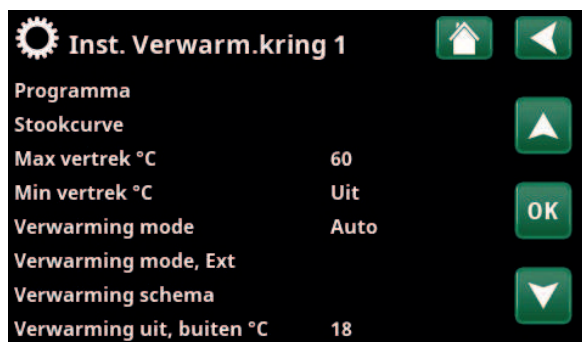 Inst. Verwarm.kring 1
Programma
Stookcurve
Max vertrek °C 60
Min vertrek °C Uit
Verwarming mode Auto
Verwarming mode, Ext
Verwarming schema
Verwarming uit, buiten °C 18
OK